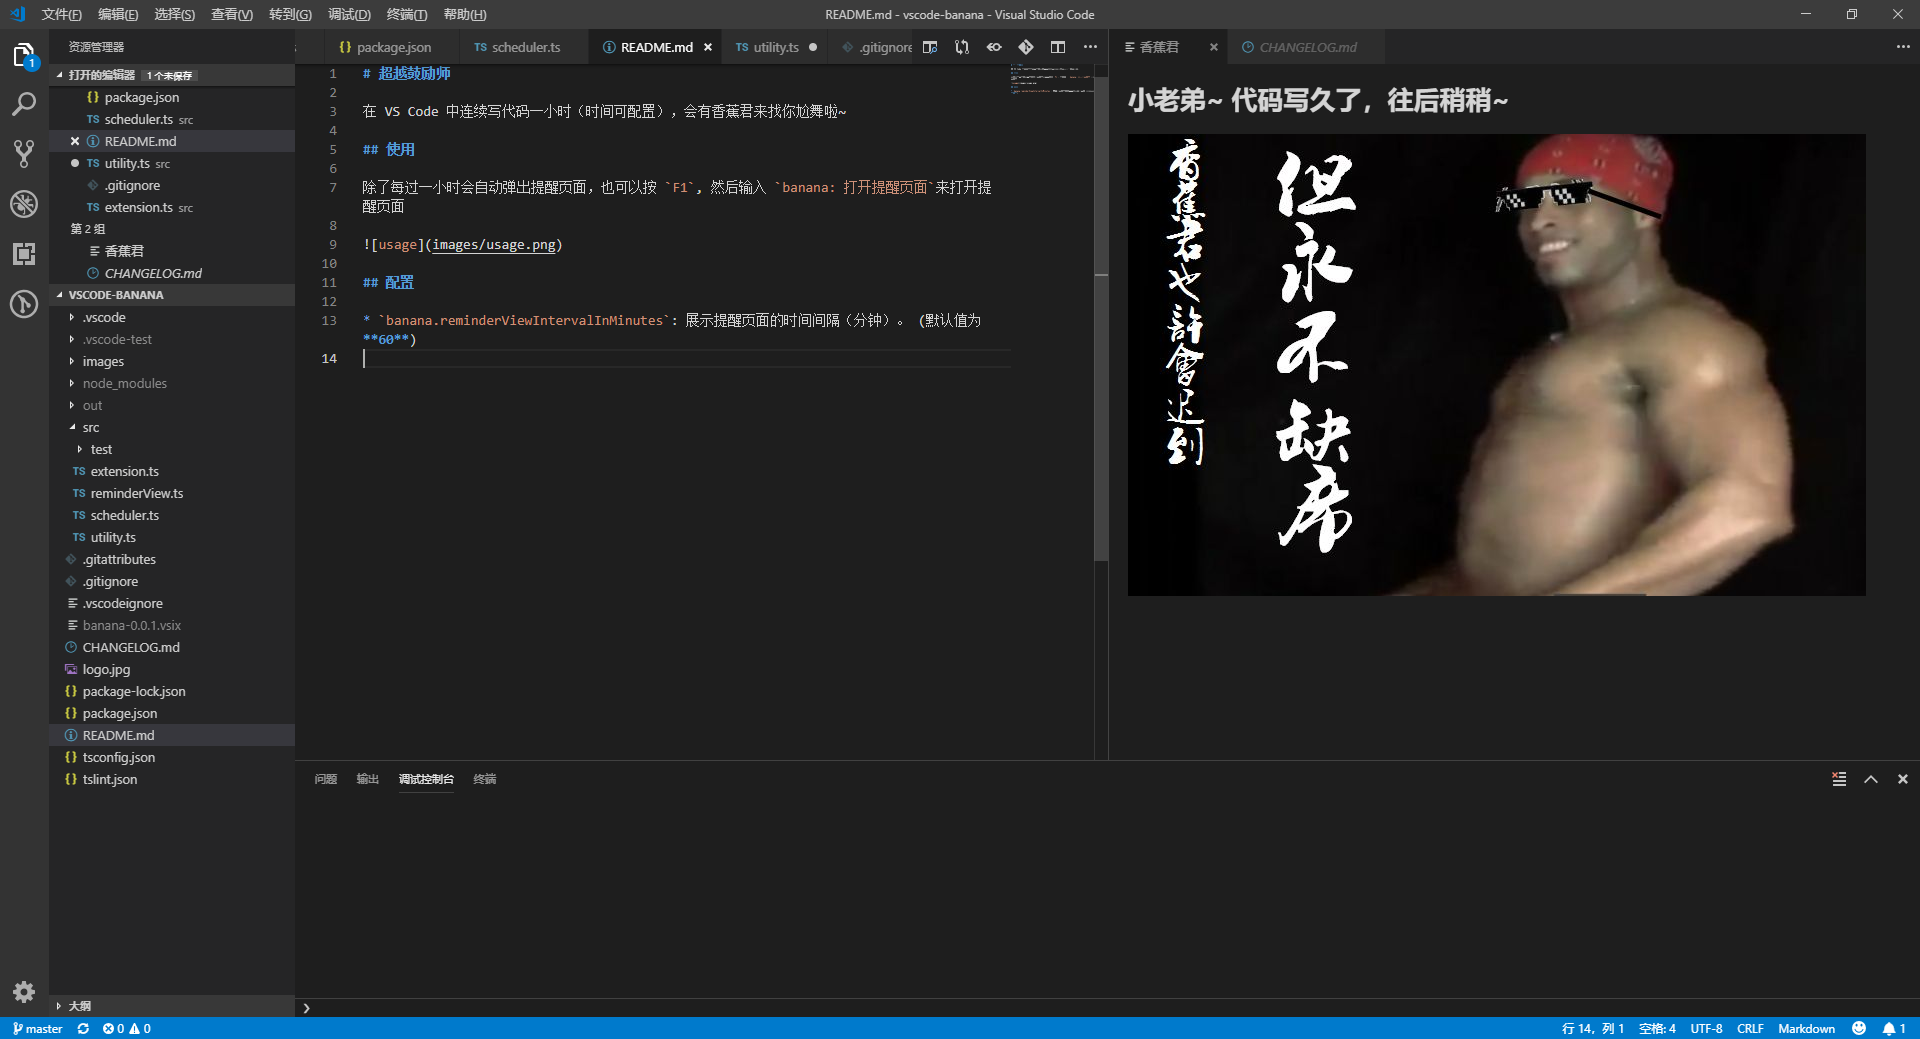 文件(F) 编辑(E) 选择(S) 查看(V) 转到(G) 调试(D) 终端(T) 帮助(H)
README.md - vscode-banana - Visual Studio Code
资源管理器
打开的编辑器 1 个未保存
package.json
scheduler.ts src
README.md
utility.ts src
.gitignore
extension.ts src
第 2 组
香蕉君
CHANGELOG.md
VSCODE-BANANA
.vscode
.vscode-test
images
node_modules
out
src
test
TS extension.ts
TS reminderView.ts
TS scheduler.ts
TS utility.ts
.gitattributes
.gitignore
.vscodeignore
banana-0.0.1.vsix
CHANGELOG.md
logo.jpg
package-lock.json
package.json
README.md
tsconfig.json
tslint.json
大纲
package.json TS scheduler.ts README.md TS utility.ts .gitignore
1 # 超越鼓励师
2
3 在 VS Code 中连续写代码一小时（时间可配置），会有香蕉君来找你尬舞啦~
4
5 ## 使用
6
7 除了每过一小时会自动弹出提醒页面，也可以按 `F1`, 然后输入 `banana: 打开提醒页面`来打开提
醒页面
8
9 ![usage](images/usage.png)
10
11 ## 配置
12
13 * `banana.reminderViewIntervalInMinutes`: 展示提醒页面的时间间隔（分钟）。 (默认值为
**60**)
14
香蕉君 CHANGELOG.md
小老弟~ 代码写久了，往后稍稍~
香蕉君也許會迟到
但永不缺席
问题 输出 调试控制台 终端
master 0 0
行 14，列 1 空格: 4 UTF-8 CRLF Markdown 1